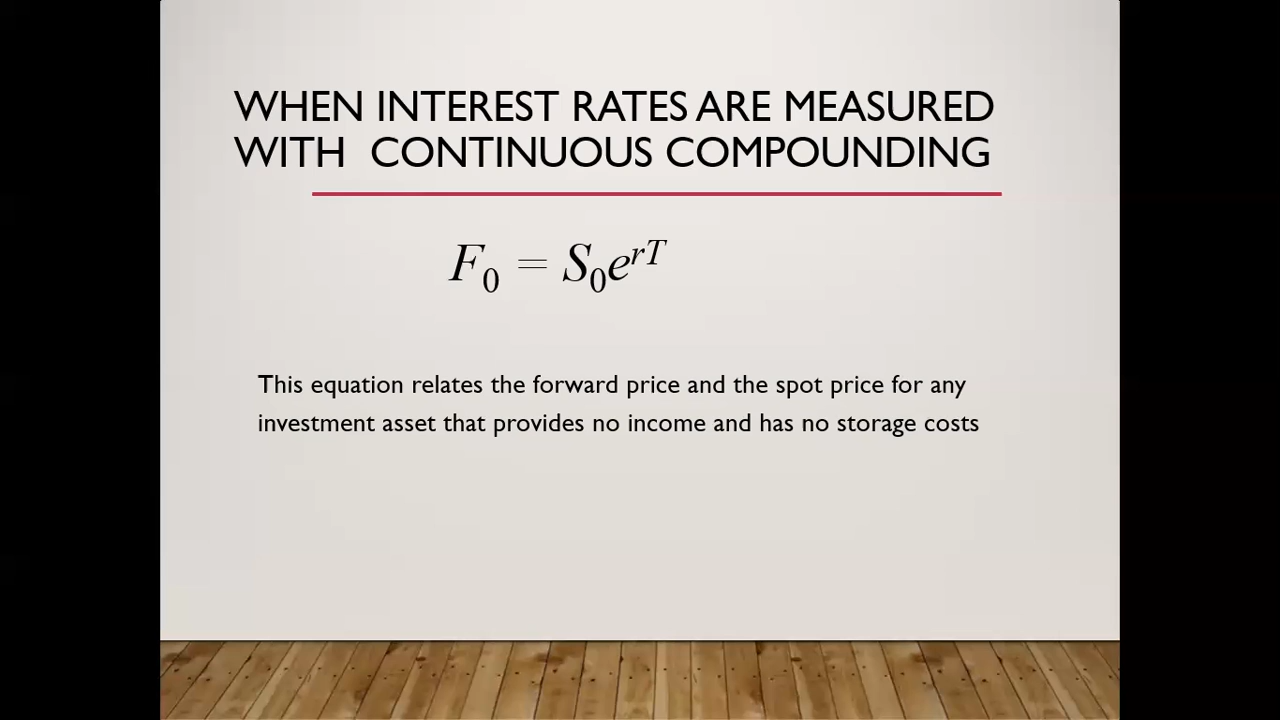 WHEN INTEREST RATES ARE MEASURED
WITH CONTINUOUS COMPOUNDING
F₀ = S₀e^{rT}
This equation relates the forward price and the spot price for any
investment asset that provides no income and has no storage costs